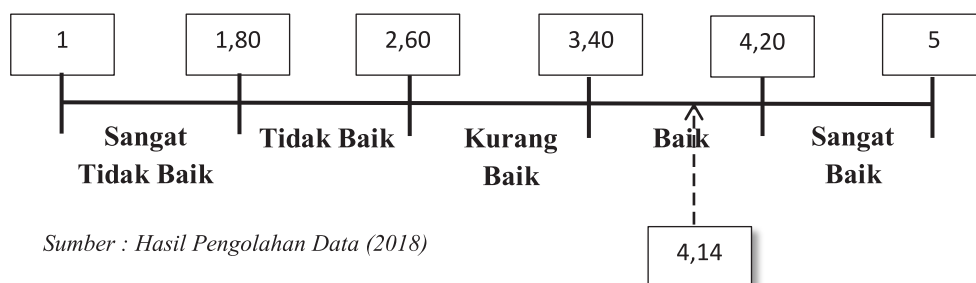 1 1,80 2,60 3,40 4,20 5
Sangat Tidak Baik Kurang Baik Sangat
Tidak Baik Baik Baik
Sumber : Hasil Pengolahan Data (2018)
4,14